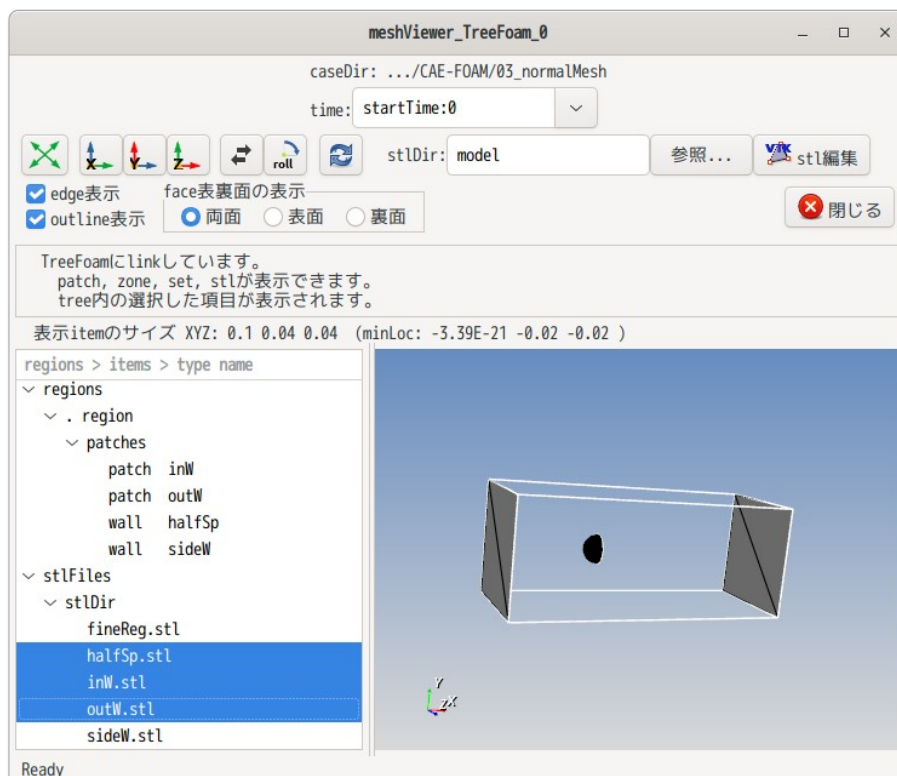 meshViewer_TreeFoam_0
caseDir: .../CAE-FOAM/03_normalMesh
time: startTime:0
X Y Z roll stlDir: model 参照... VTK stl編集
edge表示 face表裏面の表示
outline表示 両面 表面 裏面 閉じる
TreeFoamにlinkしています。
patch, zone, set, stlが表示できます。
tree内の選択した項目が表示されます。
表示itemのサイズ XYZ: 0.1 0.04 0.04 (minLoc: -3.39E-21 -0.02 -0.02 )
regions > items > type name
regions
. region
patches
patch inW
patch outW
wall halfSp
wall sideW
stlFiles
stlDir
fineReg.stl
halfSp.stl
inW.stl
outW.stl
sideW.stl
Y
Z X
Ready